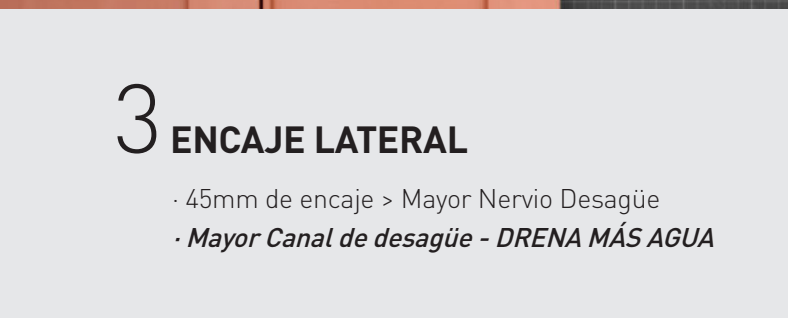 3 ENCAJE LATERAL
· 45mm de encaje > Mayor Nervio Desagüe
· Mayor Canal de desagüe - DRENA MÁS AGUA